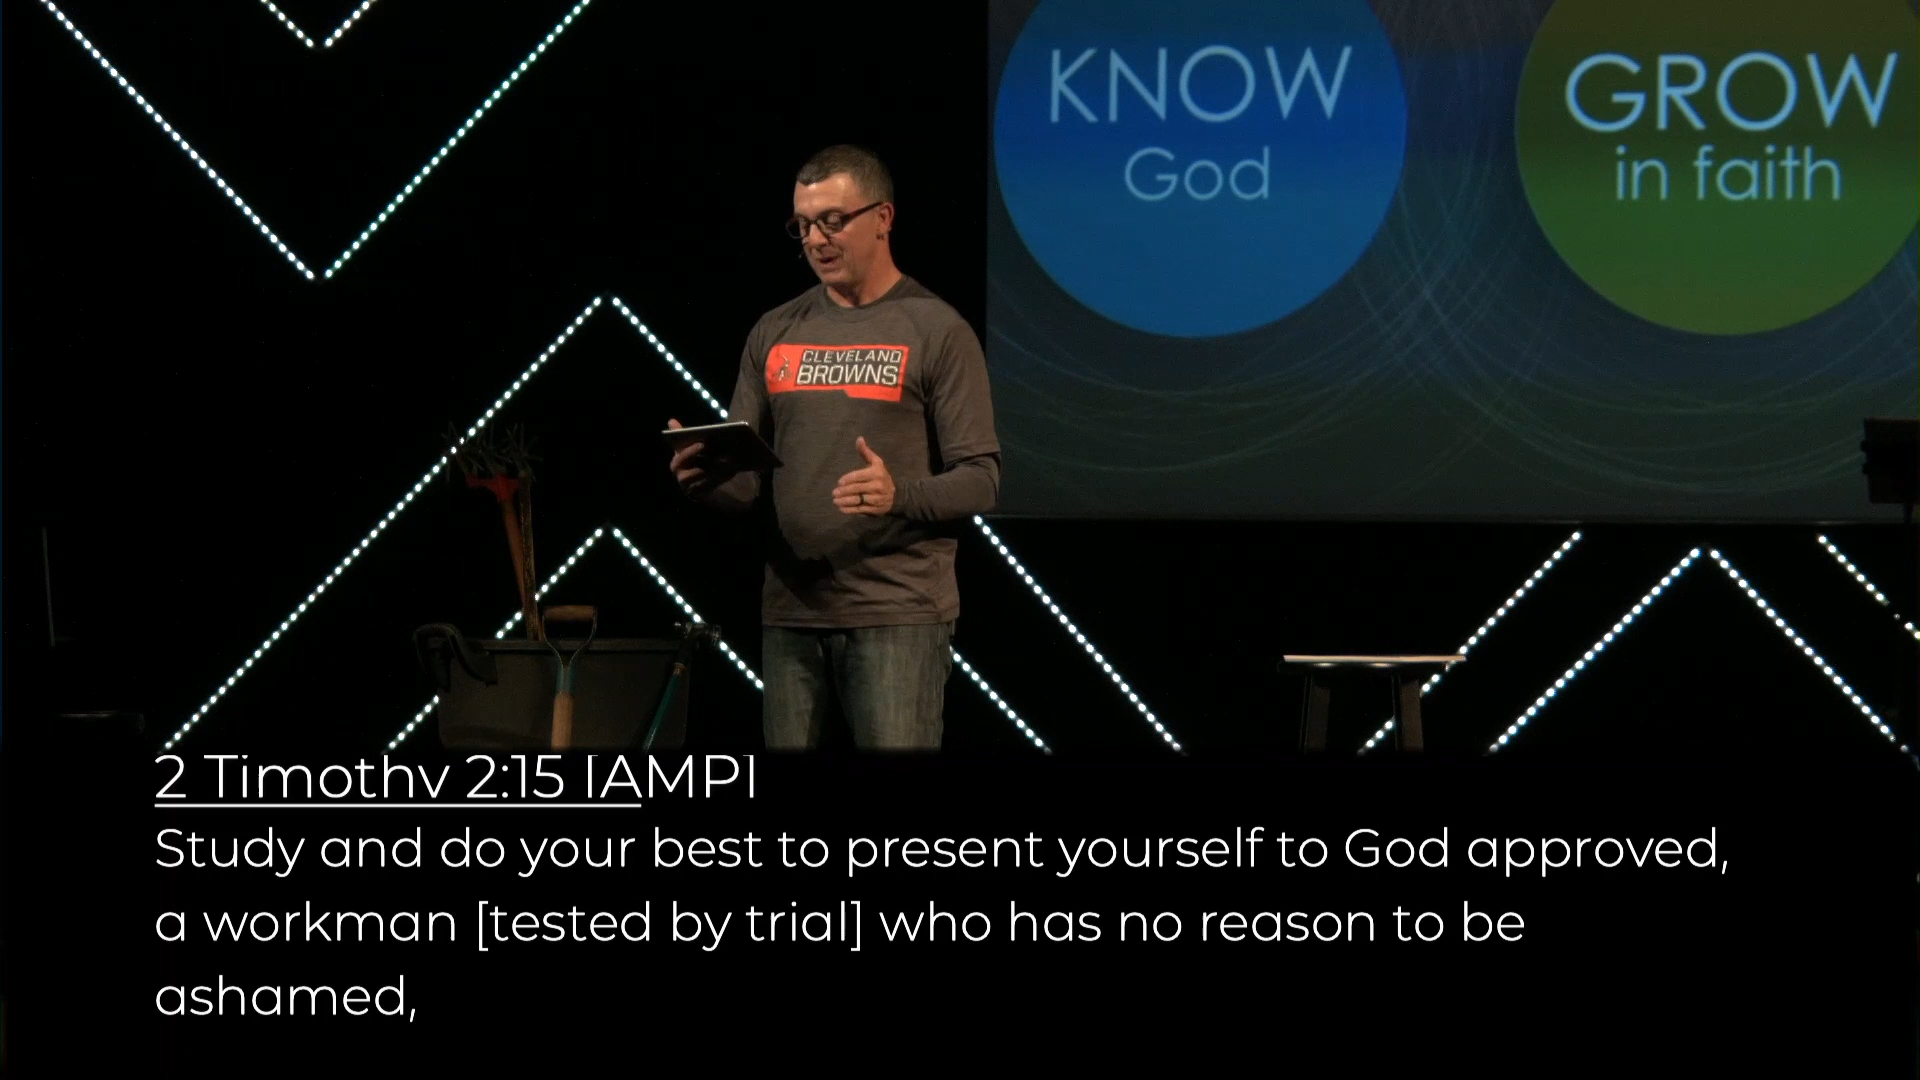 KNOW
God
GROW
in faith
CLEVELAND
BROWNS
2 Timothy 2:15 [AMP]
Study and do your best to present yourself to God approved,
a workman [tested by trial] who has no reason to be
ashamed,